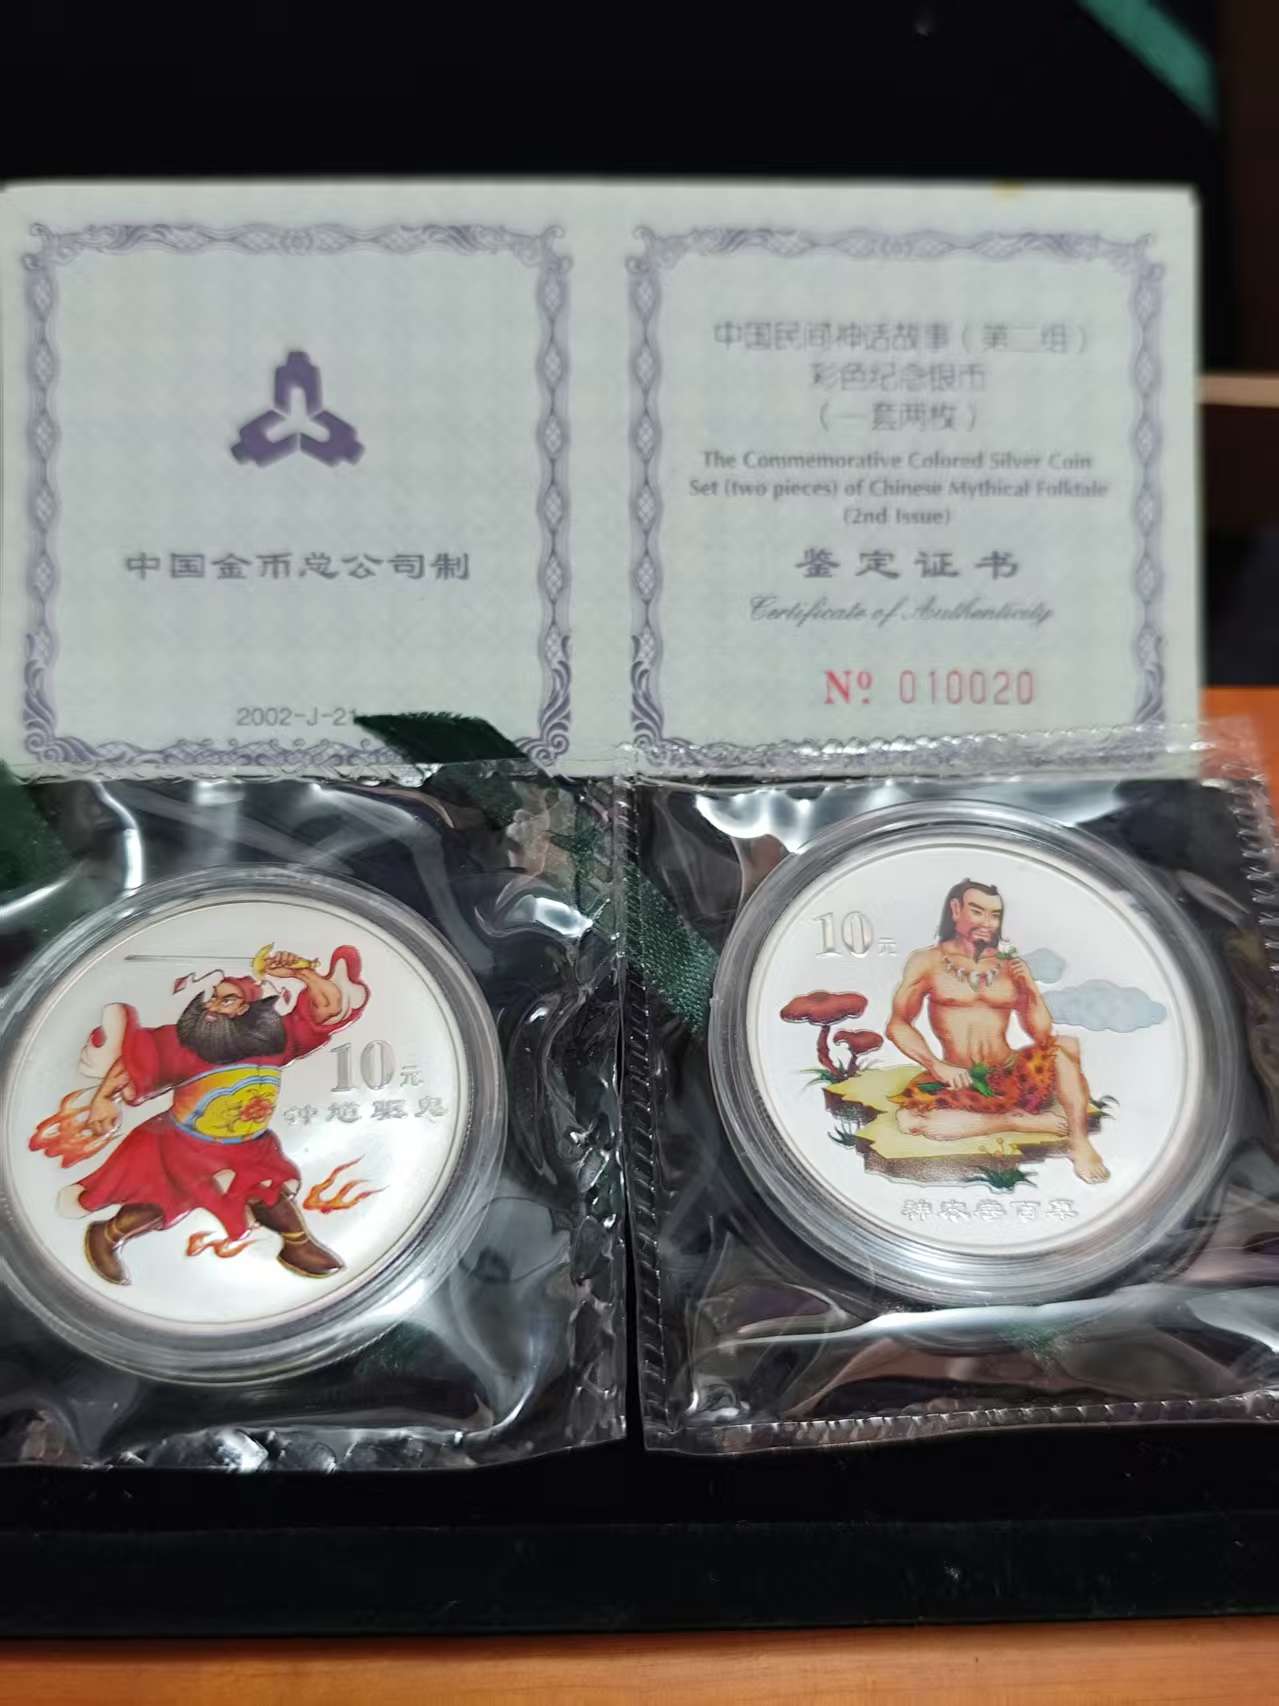 中国金币总公司制
2002-J-21
中国民间神话故事（第二组）
彩色纪念银币
（一套两枚）
The Commemorative Colored Silver Coin
Set (two pieces) of Chinese Mythical Folktale
(2nd Issue)
鉴定证书
Certificate of Authenticity
Nº 010020
10元
钟馗驱鬼
10元
神农尝百草